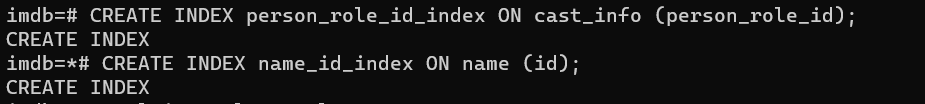 imdb=# CREATE INDEX person_role_id_index ON cast_info (person_role_id);
CREATE INDEX
imdb=*# CREATE INDEX name_id_index ON name (id);
CREATE INDEX